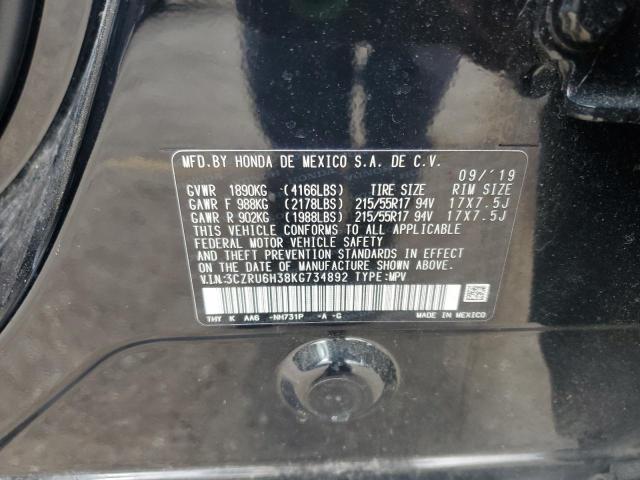 MFD. BY HONDA DE MEXICO S.A. DE C.V. 09/'19
GVWR 1890KG (4166LBS) TIRE SIZE RIM SIZE
GAWR F 988KG (2178LBS) 215/55R17 94V 17X7.5J
GAWR R 902KG (1988LBS) 215/55R17 94V 17X7.5J
THIS VEHICLE CONFORMS TO ALL APPLICABLE
FEDERAL MOTOR VEHICLE SAFETY
AND THEFT PREVENTION STANDARDS IN EFFECT
ON THE DATE OF MANUFACTURE SHOWN ABOVE.
V.I.N:3CZRU6H38KG734892 TYPE:MPV
THY K AA6 -NH731P -A -C MADE IN MEXICO